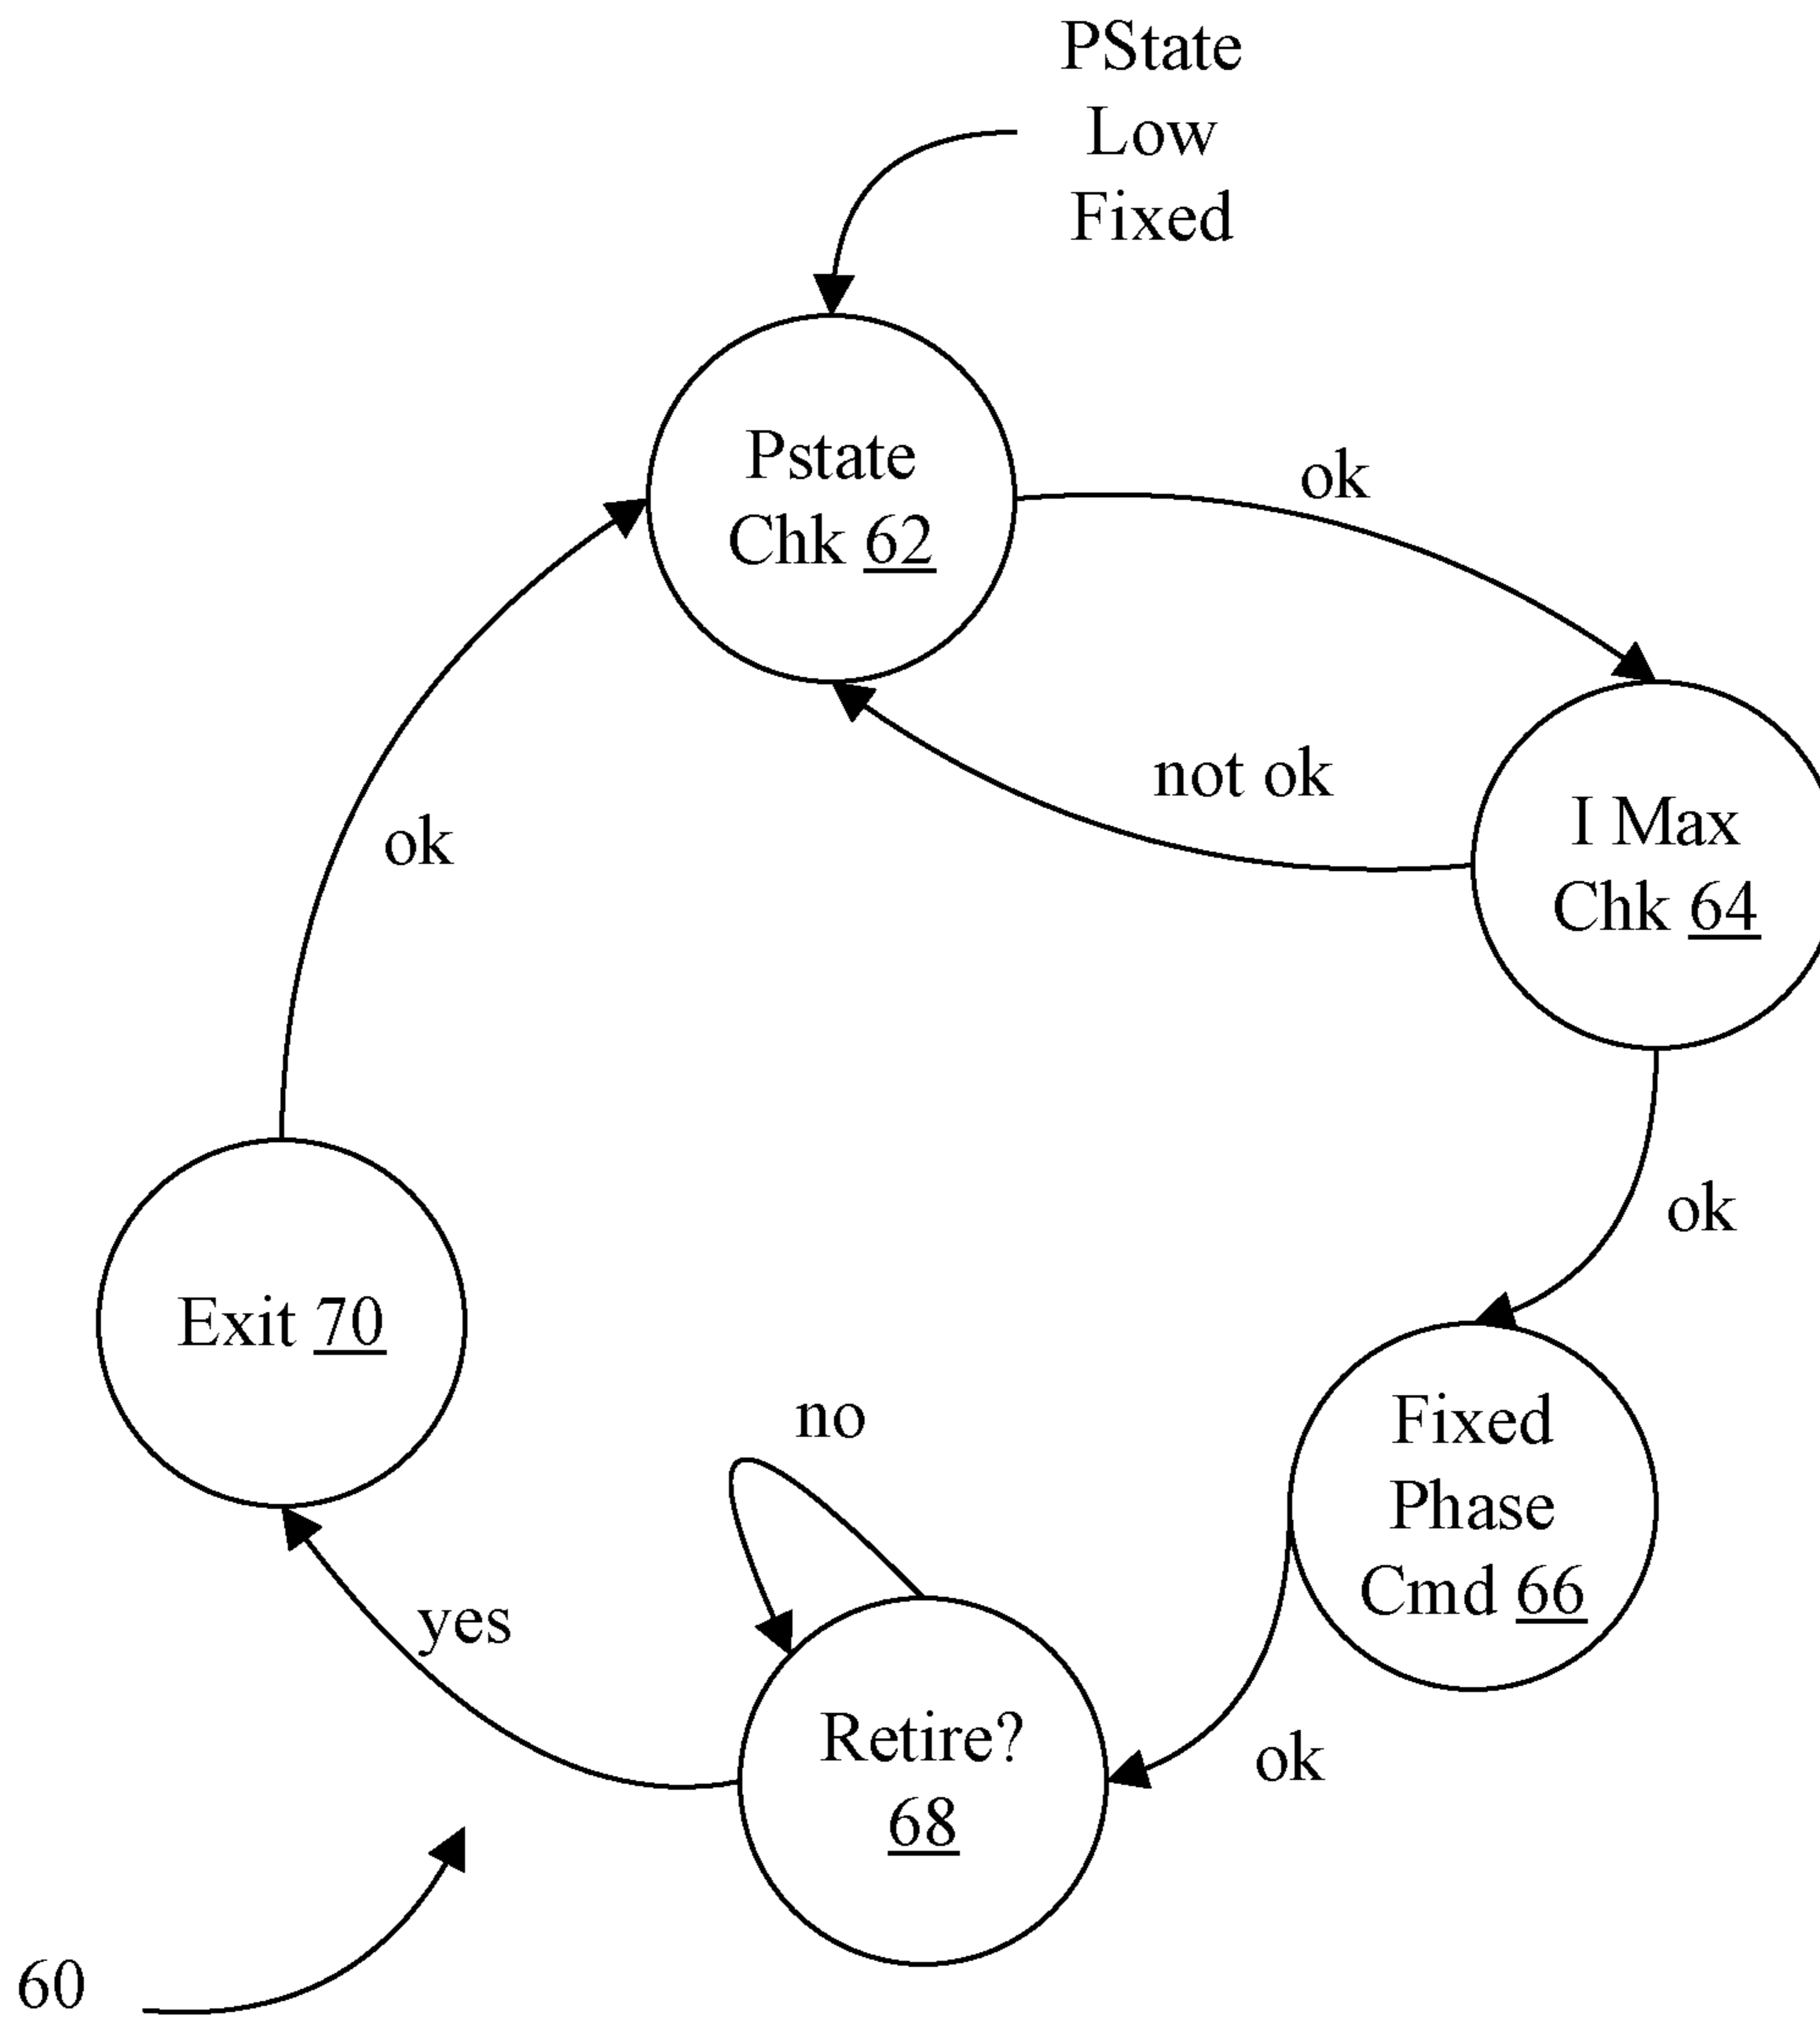 PState
Low
Fixed
Pstate
Chk 62
ok
not ok
I Max
Chk 64
ok
ok
Exit 70
no
Fixed
Phase
Cmd 66
yes
Retire?
68
ok
60